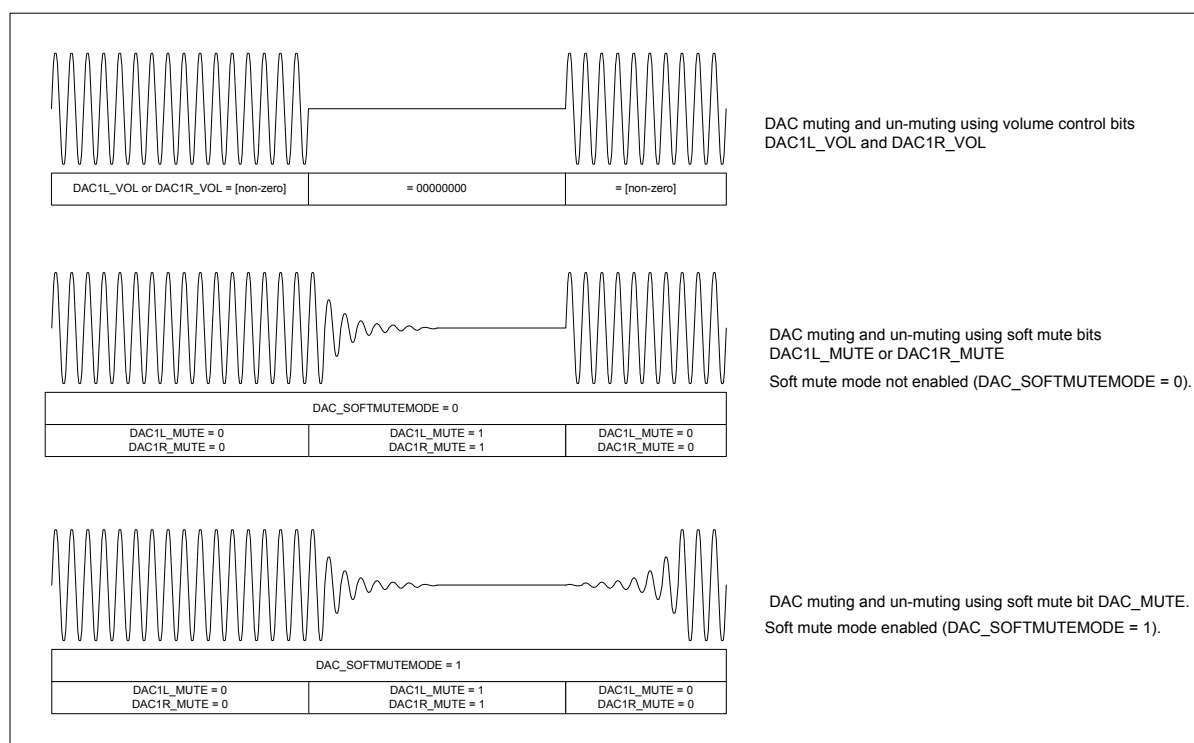 DAC muting and un-muting using volume control bits
DAC1L_VOL and DAC1R_VOL
DAC1L_VOL or DAC1R_VOL = [non-zero]
= 00000000
= [non-zero]
DAC muting and un-muting using soft mute bits
DAC1L_MUTE or DAC1R_MUTE
Soft mute mode not enabled (DAC_SOFTMUTEMODE = 0).
DAC_SOFTMUTEMODE = 0
DAC1L_MUTE = 0
DAC1R_MUTE = 0
DAC1L_MUTE = 1
DAC1R_MUTE = 1
DAC1L_MUTE = 0
DAC1R_MUTE = 0
DAC muting and un-muting using soft mute bit DAC_MUTE.
Soft mute mode enabled (DAC_SOFTMUTEMODE = 1).
DAC_SOFTMUTEMODE = 1
DAC1L_MUTE = 0
DAC1R_MUTE = 0
DAC1L_MUTE = 1
DAC1R_MUTE = 1
DAC1L_MUTE = 0
DAC1R_MUTE = 0